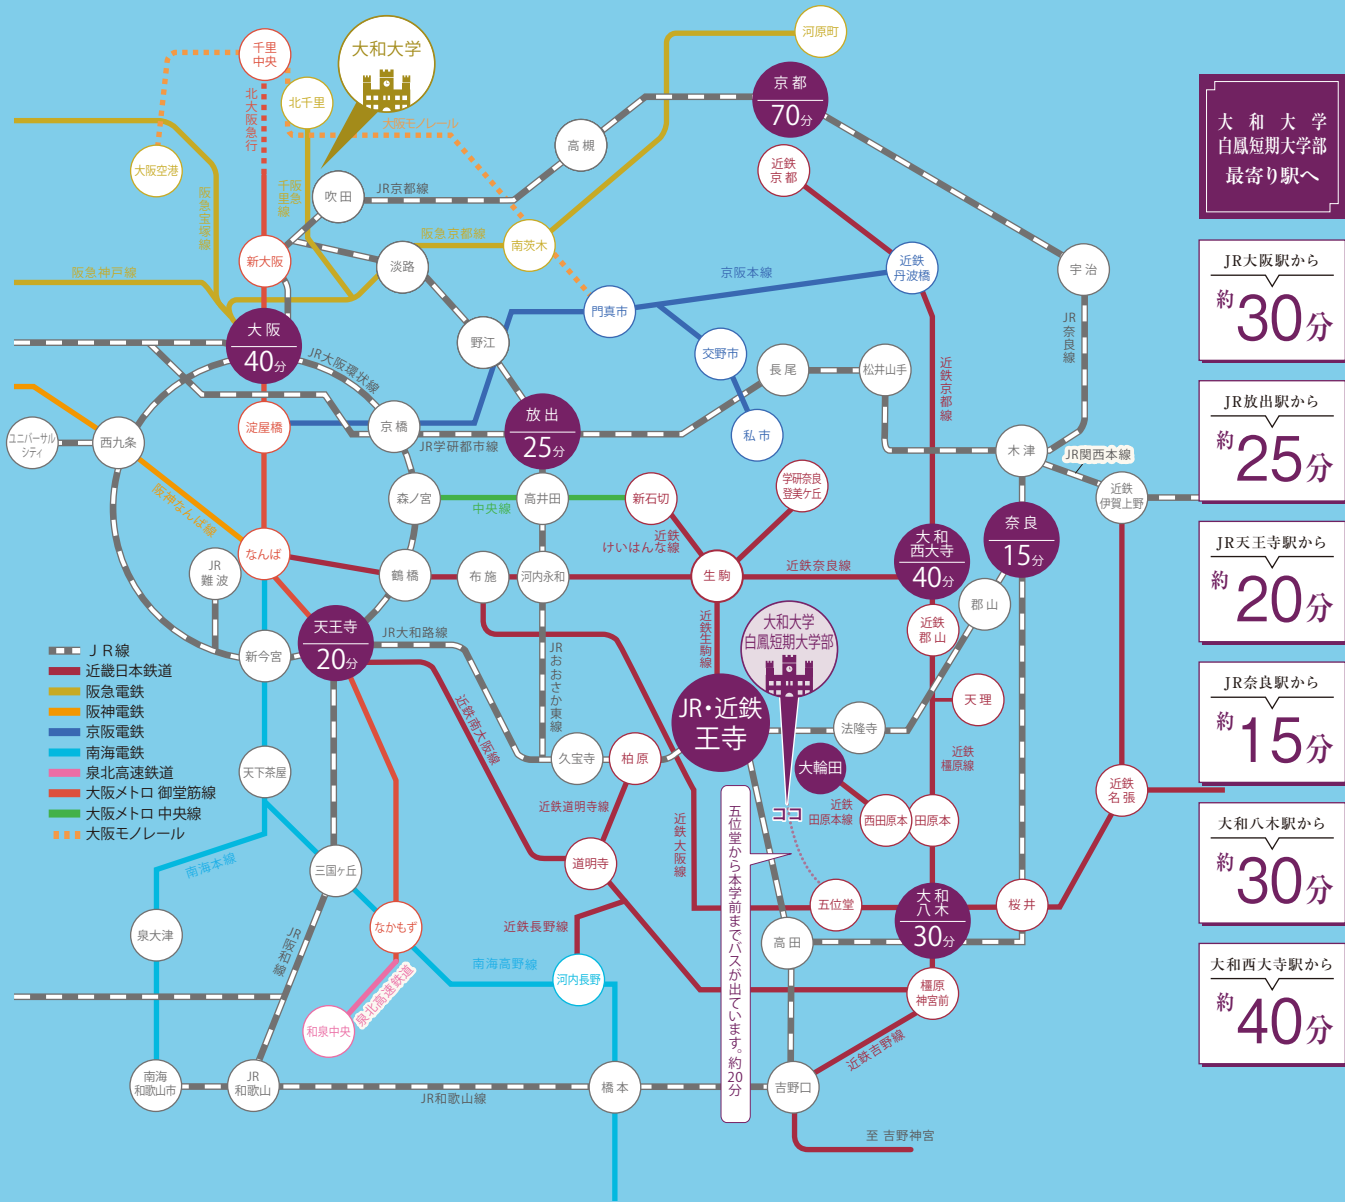 大和大学
河原町
京都
70分
千里
中央
北千里
北大阪急行
大阪モノレール
大阪空港
高槻
近鉄
京都
阪急
千里線
阪急宝塚線
吹田
JR京都線
阪急京都線
南茨木
新大阪
淡路
京阪本線
近鉄
丹波橋
宇治
阪急神戸線
門真市
JR奈良線
大阪
40分
野江
交野市
JR大阪環状線
長尾
松井山手
近鉄京都線
放出
25分
淀屋橋
京橋
JR学研都市線
私市
木津
JR関西本線
ユニバーサル
シティ
西九条
阪神なんば線
森ノ宮
中央線
高井田
新石切
学研奈良
登美ケ丘
近鉄
伊賀上野
近鉄
けいはんな線
大和
西大寺
40分
奈良
15分
なんば
JR
難波
鶴橋
布施
河内永和
生駒
近鉄奈良線
郡山
近鉄
郡山
近鉄生駒線
大和大学
白鳳短期大学部
天王寺
20分
JR大和路線
新今宮
JRおおさか東線
近鉄南大阪線
JR・近鉄
王寺
天理
法隆寺
近鉄
橿原線
久宝寺
柏原
大輪田
ココ
近鉄
田原本線
西田原本
田原本
近鉄
名張
天下茶屋
近鉄道明寺線
近鉄大阪線
五位堂から本学前までバスが出ています。約20分
道明寺
南海本線
三国ヶ丘
五位堂
大和
八木
30分
桜井
泉大津
JR阪和線
なかもず
近鉄長野線
高田
南海高野線
河内長野
橿原
神宮前
泉北高速鉄道
和泉中央
近鉄吉野線
南海
和歌山市
JR
和歌山
JR和歌山線
橋本
吉野口
至 吉野神宮
JR線
近畿日本鉄道
阪急電鉄
阪神電鉄
京阪電鉄
南海電鉄
泉北高速鉄道
大阪メトロ 御堂筋線
大阪メトロ 中央線
大阪モノレール
大和大学
白鳳短期大学部
最寄り駅へ
JR大阪駅から
約30分
JR放出駅から
約25分
JR天王寺駅から
約20分
JR奈良駅から
約15分
大和八木駅から
約30分
大和西大寺駅から
約40分